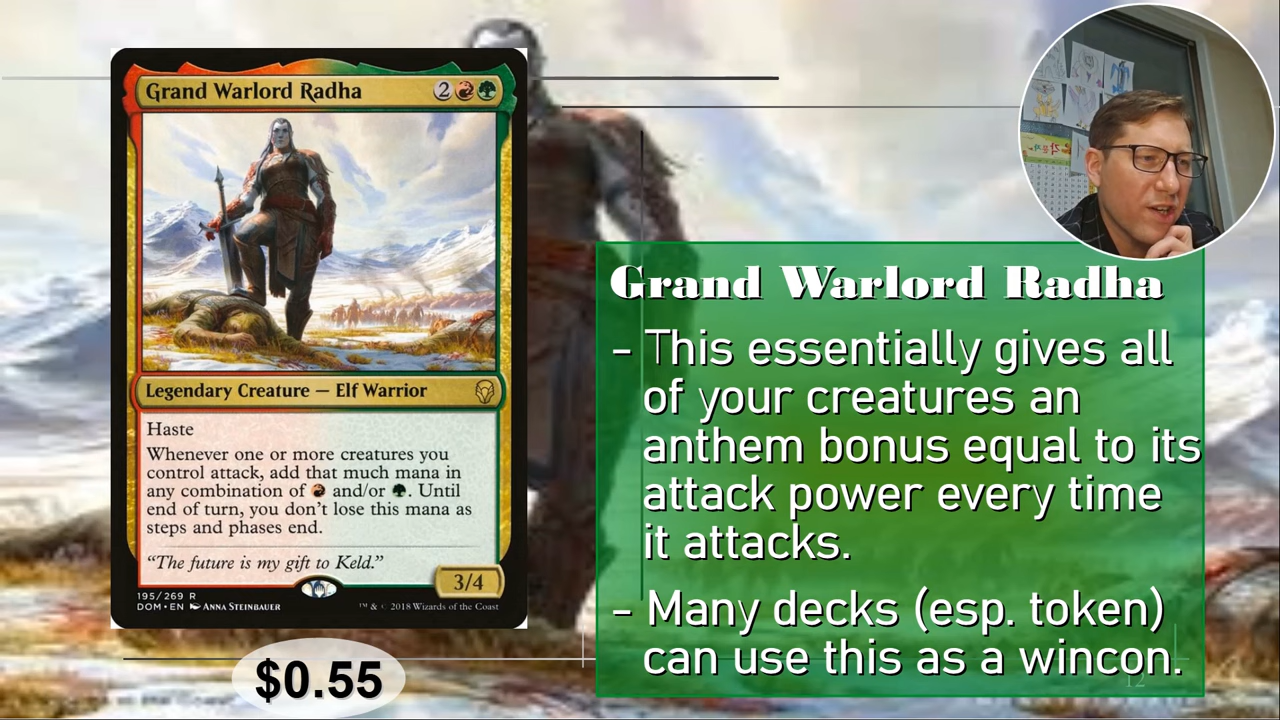 Grand Warlord Radha
2
Legendary Creature — Elf Warrior
Haste
Whenever one or more creatures you
control attack, add that much mana in
any combination of and/or . Until
end of turn, you don't lose this mana as
steps and phases end.
"The future is my gift to Keld."
3/4
195/269 R
DOM • EN ANNA STEINBAUER
™ & © 2018 Wizards of the Coast
$0.55
Grand Warlord Radha
- This essentially gives all
of your creatures an
anthem bonus equal to its
attack power every time
it attacks.
- Many decks (esp. token)
can use this as a wincon.
12